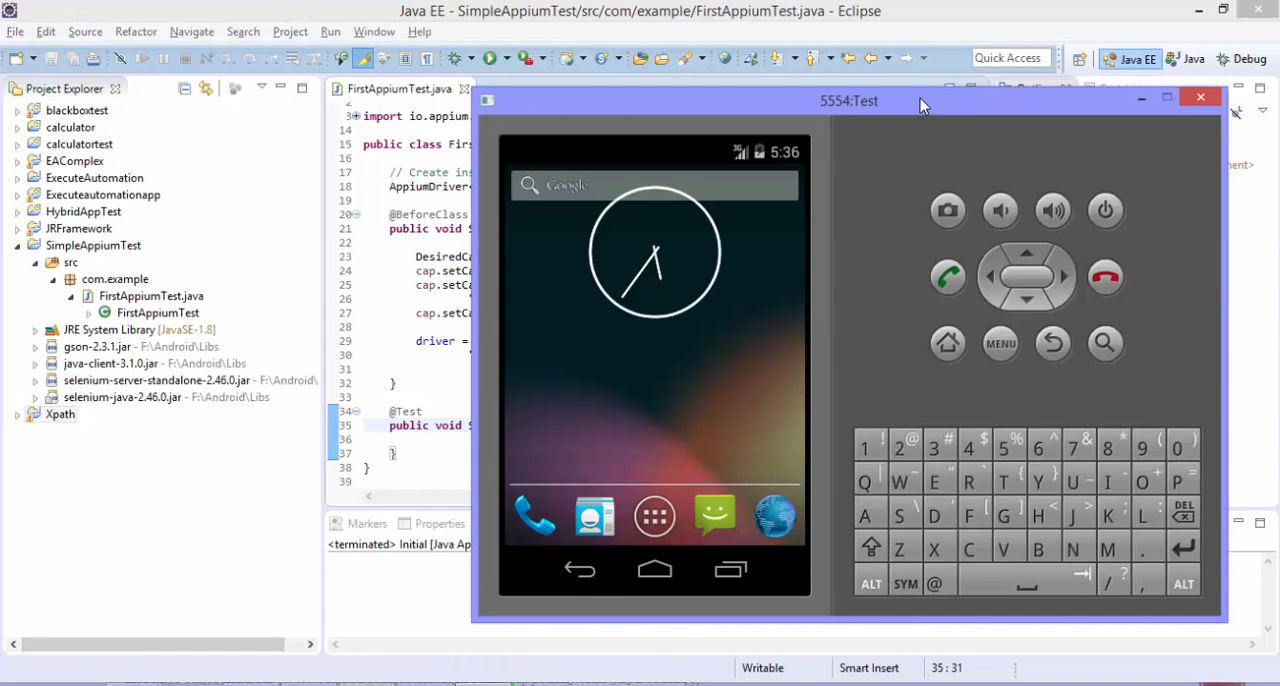 Java EE - SimpleAppiumTest/src/com/example/FirstAppiumTest.java - Eclipse
File Edit Source Refactor Navigate Search Project Run Window Help
Quick Access
Java EE
Java
Debug
Project Explorer
blackboxtest
calculator
calculatortest
EAComplex
ExecuteAutomation
Executeautomationapp
HybridAppTest
JRFramework
SimpleAppiumTest
src
com.example
FirstAppiumTest.java
FirstAppiumTest
JRE System Library [JavaSE-1.8]
gson-2.3.1.jar - F:\Android\Libs
java-client-3.1.0.jar - F:\Android\Libs
selenium-server-standalone-2.46.0.jar - F:\Android\
selenium-java-2.46.0.jar - F:\Android\Libs
Xpath
FirstAppiumTest.java
2
3 import io.appium.
14
15 public class Firs
16
17 // Create ins
18 AppiumDriver<
19
20 @BeforeClass
21 public void S
22
23 DesiredCa
24 cap.setCa
25 cap.setCa
26 "
27 cap.setCa
28
29 driver =
30 "
31
32 }
33
34 @Test
35 public void S
36
37 }
38 }
39
Markers
Properties
<terminated> Initial [Java Ap
5554:Test
3G
5:36
Google
MENU
1 ! 2 @ 3 # 4 $ 5 % 6 ^ 7 & 8 * 9 ( 0 )
Q | W ~ E " R ` T { Y } U _ I - O + P =
A S \ D ' F [ G ] H < J > K ; L : DEL
Z X C V B N M .
ALT SYM @ / ? , ALT
Writable
Smart Insert
35 : 31